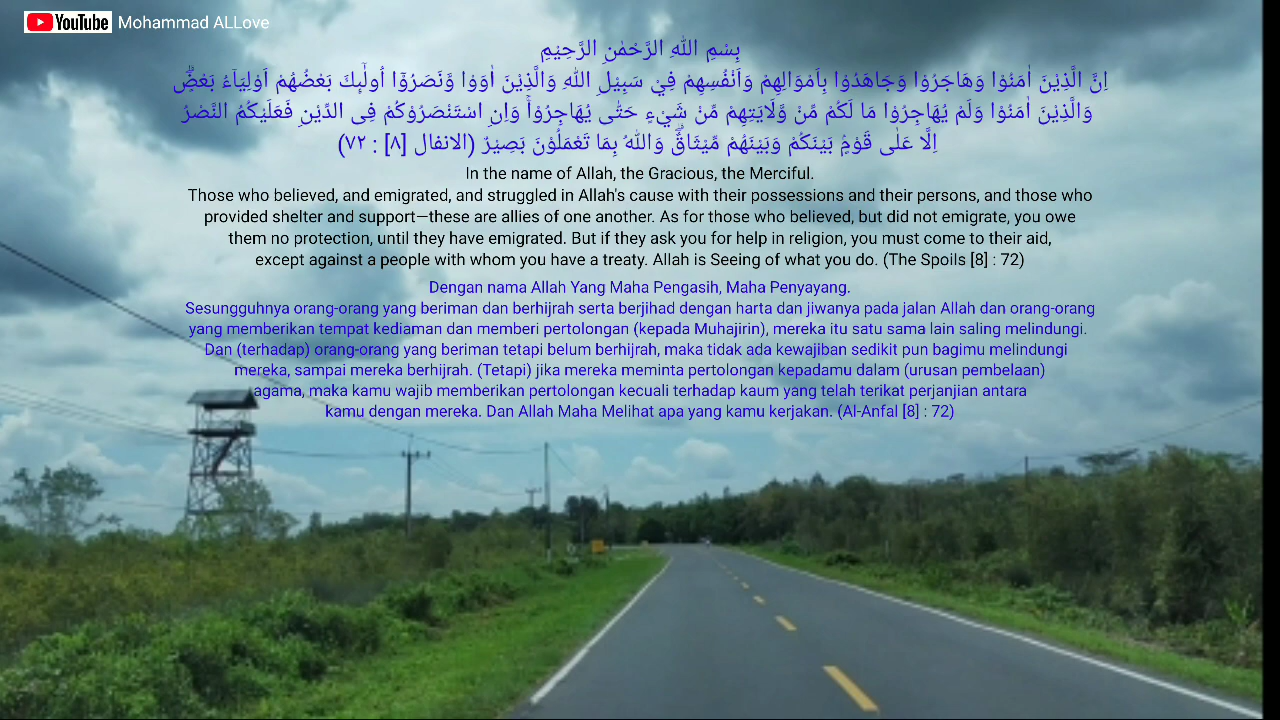 YouTube Mohammad ALLove
بِسْمِ اللّٰهِ الرَّحْمٰنِ الرَّحِيْمِ
اِنَّ الَّذِيْنَ اٰمَنُوْا وَهَاجَرُوْا وَجَاهَدُوْا بِاَمْوَالِهِمْ وَاَنْفُسِهِمْ فِيْ سَبِيْلِ اللّٰهِ وَالَّذِيْنَ اٰوَوْا وَّنَصَرُوْٓا اُولٰۤىِٕكَ بَعْضُهُمْ اَوْلِيَاۤءُ بَعْضٍۗ
وَالَّذِيْنَ اٰمَنُوْا وَلَمْ يُهَاجِرُوْا مَا لَكُمْ مِّنْ وَّلَايَتِهِمْ مِّنْ شَيْءٍ حَتّٰى يُهَاجِرُوْاۚ وَاِنِ اسْتَنْصَرُوْكُمْ فِى الدِّيْنِ فَعَلَيْكُمُ النَّصْرُ
اِلَّا عَلٰى قَوْمٍۢ بَيْنَكُمْ وَبَيْنَهُمْ مِّيْثَاقٌۗ وَاللّٰهُ بِمَا تَعْمَلُوْنَ بَصِيْرٌ (الانفال [٨] : ٧٢)
In the name of Allah, the Gracious, the Merciful.
Those who believed, and emigrated, and struggled in Allah's cause with their possessions and their persons, and those who
provided shelter and support—these are allies of one another. As for those who believed, but did not emigrate, you owe
them no protection, until they have emigrated. But if they ask you for help in religion, you must come to their aid,
except against a people with whom you have a treaty. Allah is Seeing of what you do. (The Spoils [8] : 72)
Dengan nama Allah Yang Maha Pengasih, Maha Penyayang.
Sesungguhnya orang-orang yang beriman dan berhijrah serta berjihad dengan harta dan jiwanya pada jalan Allah dan orang-orang
yang memberikan tempat kediaman dan memberi pertolongan (kepada Muhajirin), mereka itu satu sama lain saling melindungi.
Dan (terhadap) orang-orang yang beriman tetapi belum berhijrah, maka tidak ada kewajiban sedikit pun bagimu melindungi
mereka, sampai mereka berhijrah. (Tetapi) jika mereka meminta pertolongan kepadamu dalam (urusan pembelaan)
agama, maka kamu wajib memberikan pertolongan kecuali terhadap kaum yang telah terikat perjanjian antara
kamu dengan mereka. Dan Allah Maha Melihat apa yang kamu kerjakan. (Al-Anfal [8] : 72)